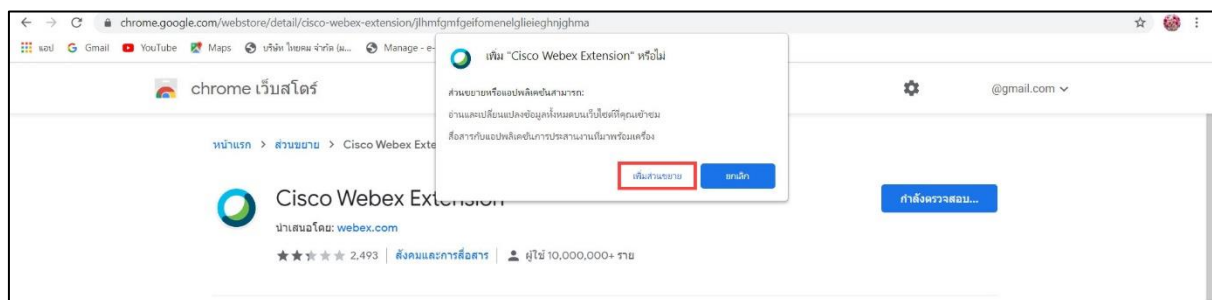 chrome.google.com/webstore/detail/cisco-webex-extension/jlhmfgmfgeifomenelglieieghnjghma
แอป Gmail YouTube Maps บริษัท ไทยคม จำกัด (ม... Manage - e-
เพิ่ม "Cisco Webex Extension" หรือไม่
ส่วนขยายหรือแอปพลิเคชันสามารถ:
อ่านและเปลี่ยนแปลงข้อมูลทั้งหมดบนเว็บไซต์ที่คุณเข้าชม
สื่อสารกับแอปพลิเคชันการประสานงานที่มาพร้อมเครื่อง
เพิ่มส่วนขยาย ยกเลิก
chrome เว็บสโตร์ @gmail.com
หน้าแรก > ส่วนขยาย > Cisco Webex Exte
Cisco Webex Extension
กำลังตรวจสอบ...
นำเสนอโดย: webex.com
2,493 สังคมและการสื่อสาร ผู้ใช้ 10,000,000+ ราย